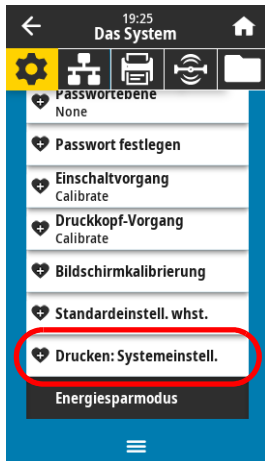 19:25
Das System
Passwortebene
None
Passwort festlegen
Einschaltvorgang
Calibrate
Druckkopf-Vorgang
Calibrate
Bildschirmkalibrierung
Standardeinstell. whst.
Drucken: Systemeinstell.
Energiesparmodus